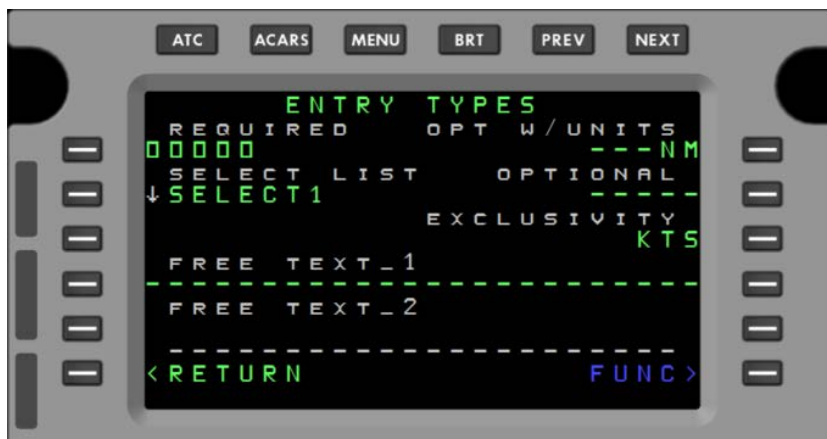 ATC ACARS MENU BRT PREV NEXT
ENTRY TYPES
REQUIRED OPT W/UNITS
▯▯▯▯▯ ---NM
SELECT LIST OPTIONAL
↓SELECT1 -----
EXCLUSIVITY
KTS
FREE TEXT_1
------------------------
FREE TEXT_2
----------------------
<RETURN FUNC>